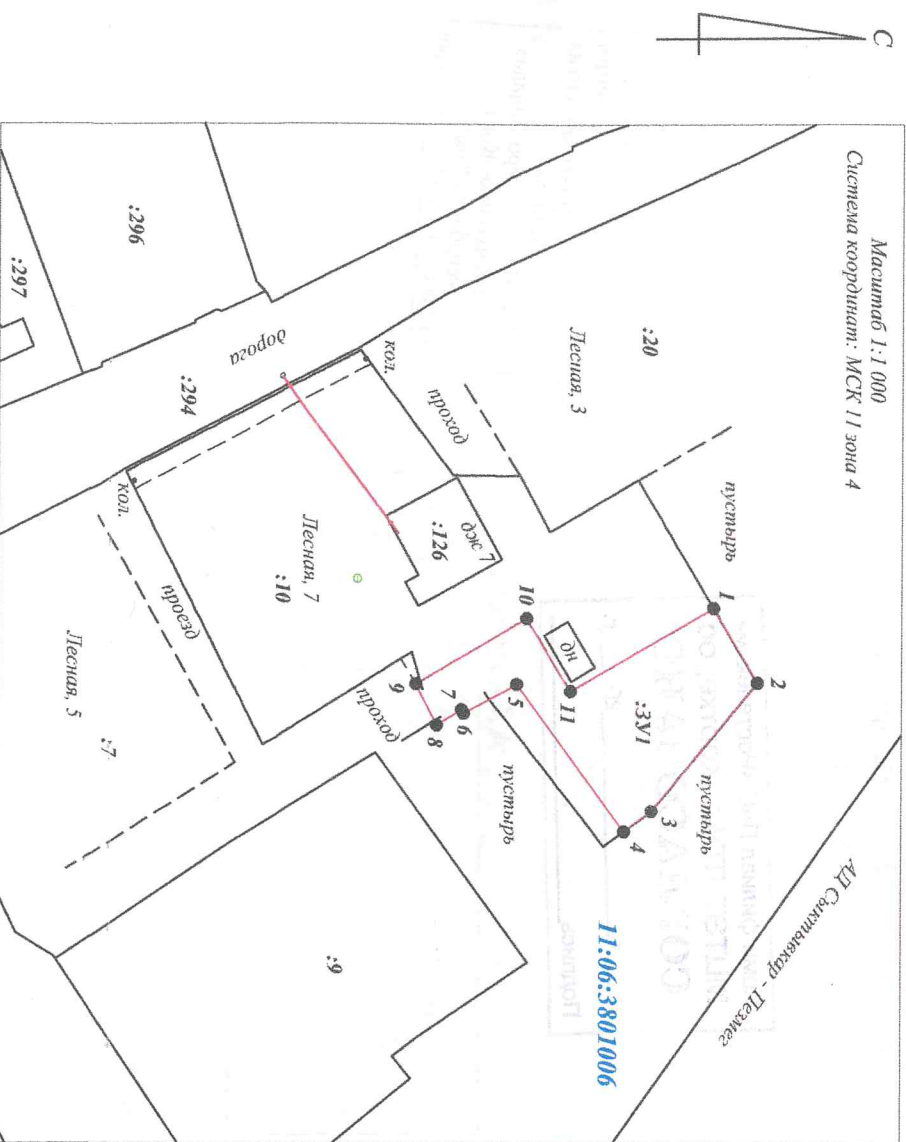 С
Масштаб 1:1 000
Система координат: МСК 11 зона 4
:20
Лесная, 3
пустырь
1
2
:ЗУ1
пустырь
3
4
АД Сыктывкар - Пезмег
11:06:3801006
пустырь
5
6
7
8
9
10
11
дн
проход
кол.
дж 7
:126
Лесная, 7
:10
дорога
:294
:296
:297
кол.
проезд
проход
Лесная, 5
:7
:9